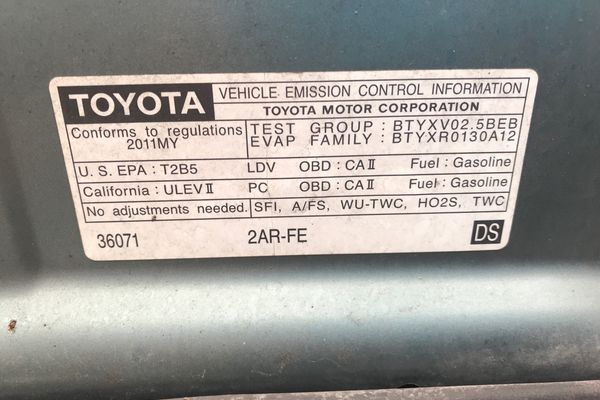 TOYOTA
VEHICLE EMISSION CONTROL INFORMATION
TOYOTA MOTOR CORPORATION
Conforms to regulations
2011MY
TEST GROUP : BTYXV02.5BEB
EVAP FAMILY : BTYXR0130A12
U. S. EPA : T2B5 LDV OBD : CAⅡ Fuel : Gasoline
California : ULEVⅡ PC OBD : CAⅡ Fuel : Gasoline
No adjustments needed. SFI, A/FS, WU-TWC, HO2S, TWC
36071 2AR-FE DS